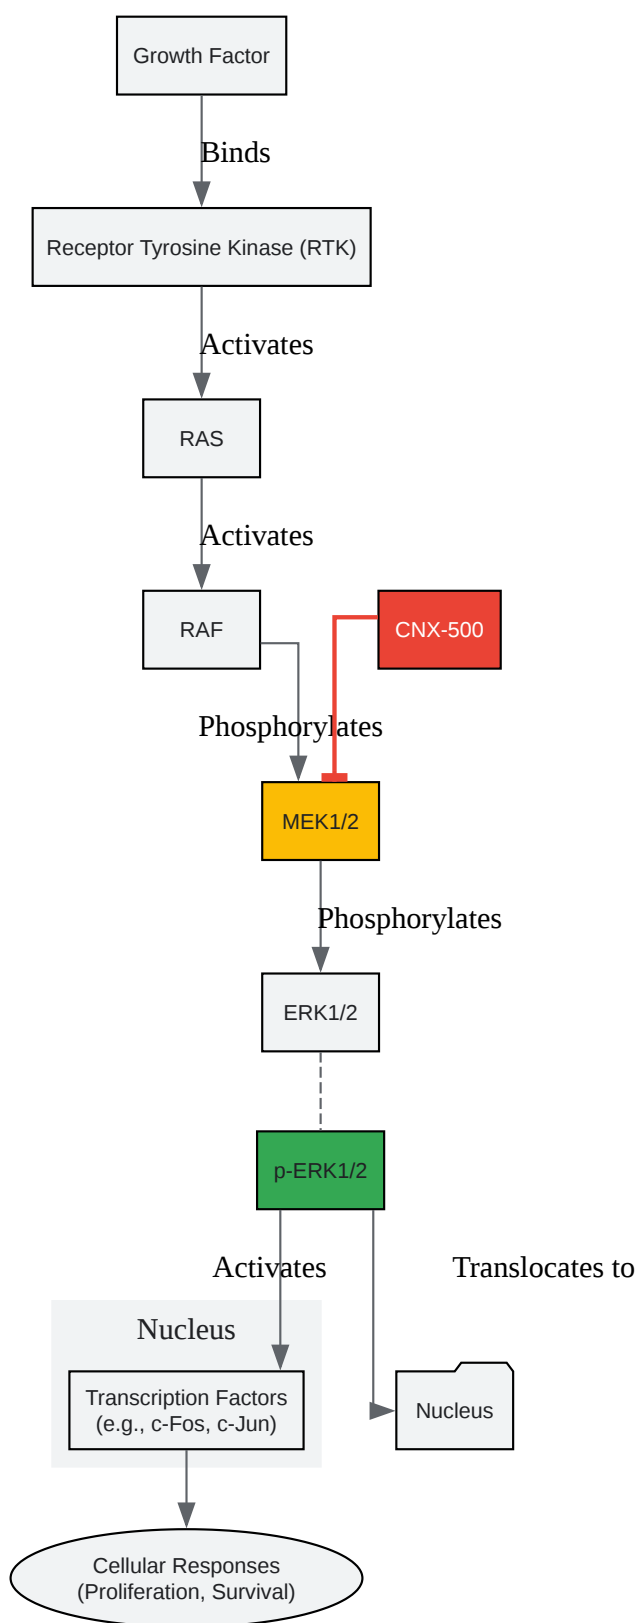 Growth Factor
Binds
Receptor Tyrosine Kinase (RTK)
Activates
RAS
Activates
RAF
CNX-500
Phosphorylates
MEK1/2
Phosphorylates
ERK1/2
p-ERK1/2
Activates
Translocates to
Nucleus
Transcription Factors
(e.g., c-Fos, c-Jun)
Nucleus
Cellular Responses
(Proliferation, Survival)